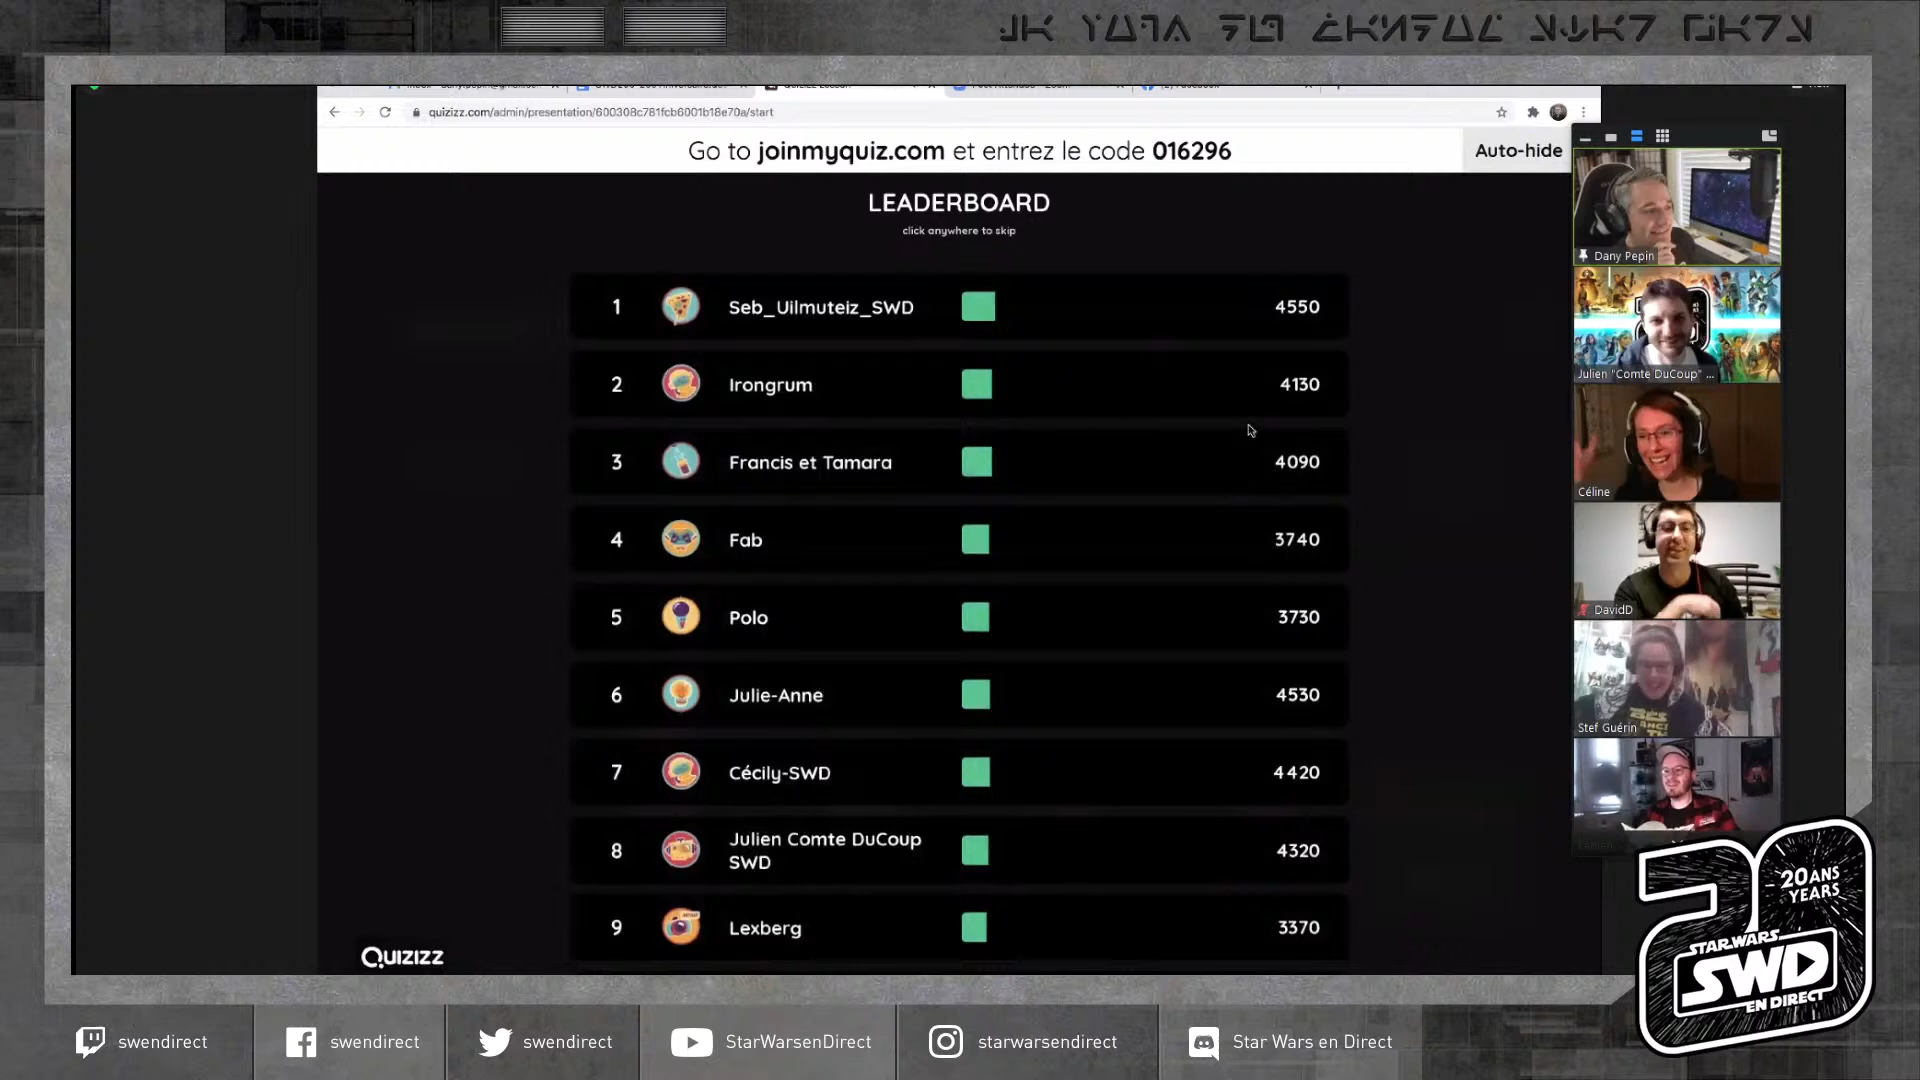 quizizz.com/admin/presentation/600308c781fcb6001b18e70a/start
Go to joinmyquiz.com et entrez le code 016296
Auto-hide
LEADERBOARD
click anywhere to skip
1 Seb_Uilmuteiz_SWD 4550
2 Irongrum 4130
3 Francis et Tamara 4090
4 Fab 3740
5 Polo 3730
6 Julie-Anne 4530
7 Cécily-SWD 4420
8 Julien Comte DuCoup
SWD 4320
9 Lexberg 3370
Quizizz
Dany Pepin
Julien "Comte DuCoup" ...
Céline
DavidD
Stef Guérin
20 ANS
YEARS
STAR WARS
SWD
EN DIRECT
swendirect
swendirect
swendirect
StarWarsenDirect
starwarsendirect
Star Wars en Direct